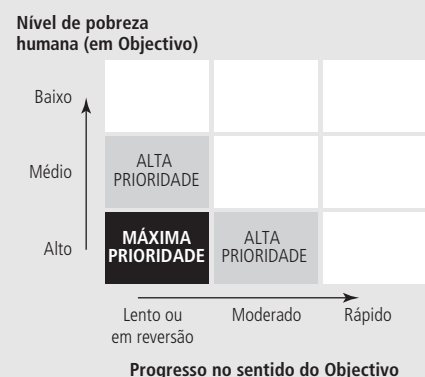 Nível de pobreza
humana (em Objectivo)
Baixo
Médio
ALTA
PRIORIDADE
Alto
MÁXIMA
PRIORIDADE
ALTA
PRIORIDADE
Lento ou
em reversão
Moderado
Rápido
Progresso no sentido do Objectivo